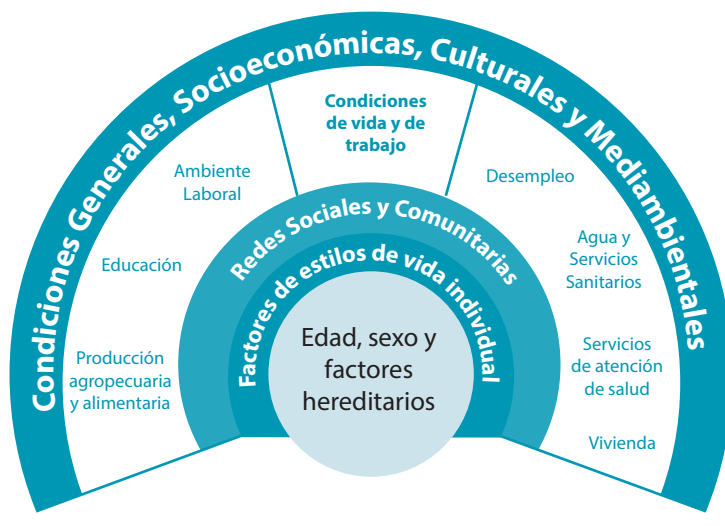 Condiciones Generales, Socioeconómicas, Culturales y Mediambientales
Condiciones
de vida y de
trabajo
Ambiente
Laboral
Desempleo
Educación
Agua y
Servicios
Sanitarios
Producción
agropecuaria
y alimentaria
Servicios
de atención
de salud
Vivienda
Redes Sociales y Comunitarias
Factores de estilos de vida individual
Edad, sexo y
factores
hereditarios